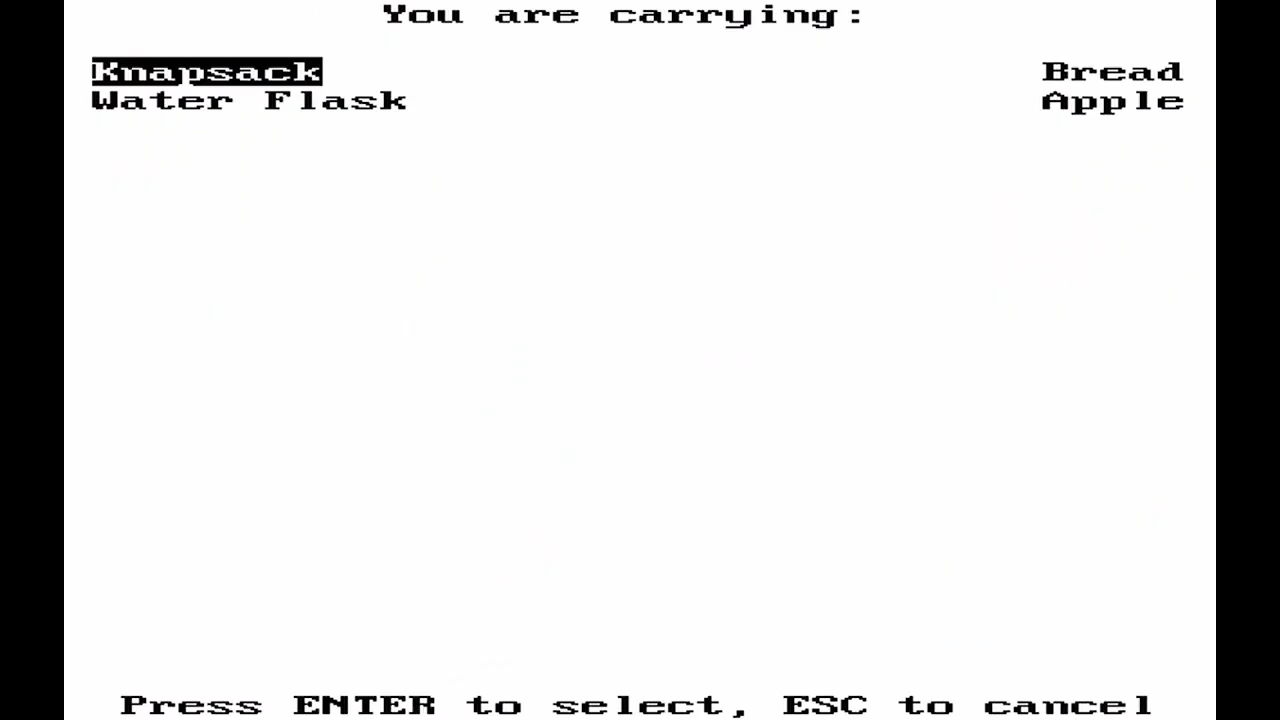 You are carrying:
Knapsack Bread
Water Flask Apple
Press ENTER to select, ESC to cancel